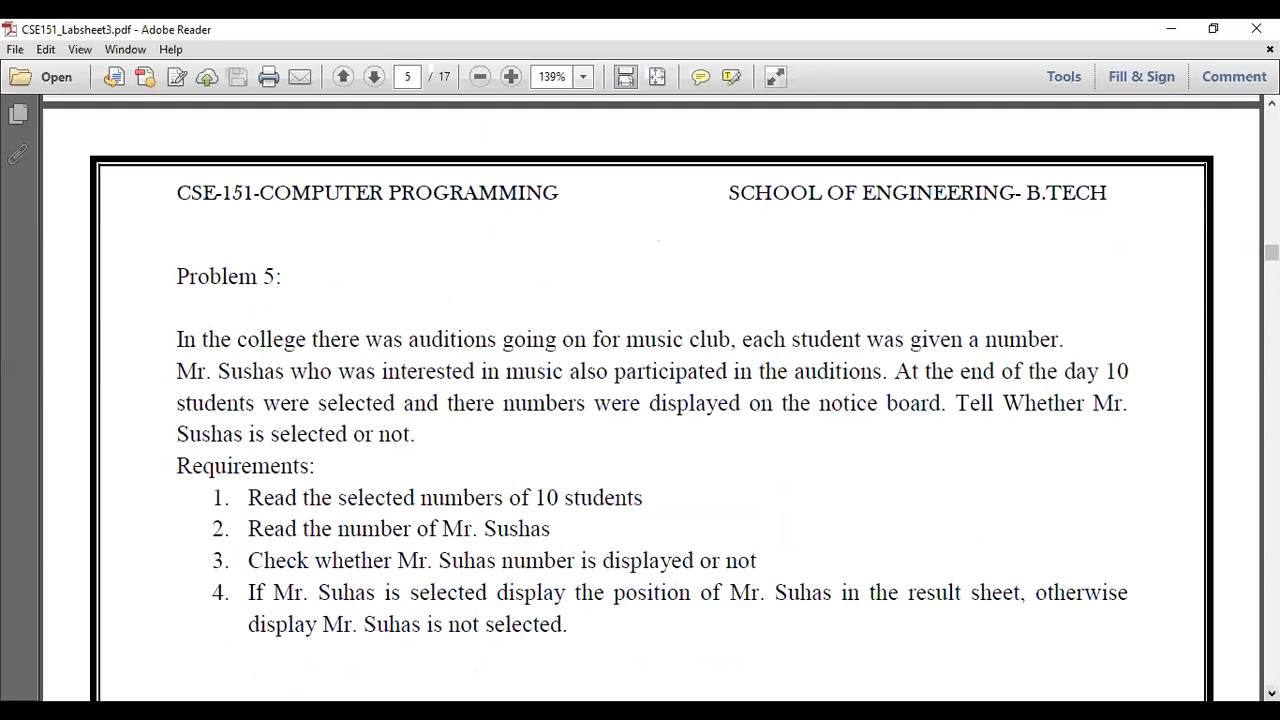 CSE151_Labsheet3.pdf - Adobe Reader
File Edit View Window Help
Open 5 / 17 139% Tools Fill & Sign Comment
CSE-151-COMPUTER PROGRAMMING SCHOOL OF ENGINEERING- B.TECH
Problem 5:
In the college there was auditions going on for music club, each student was given a number.
Mr. Sushas who was interested in music also participated in the auditions. At the end of the day 10
students were selected and there numbers were displayed on the notice board. Tell Whether Mr.
Sushas is selected or not.
Requirements:
1. Read the selected numbers of 10 students
2. Read the number of Mr. Sushas
3. Check whether Mr. Suhas number is displayed or not
4. If Mr. Suhas is selected display the position of Mr. Suhas in the result sheet, otherwise
display Mr. Suhas is not selected.